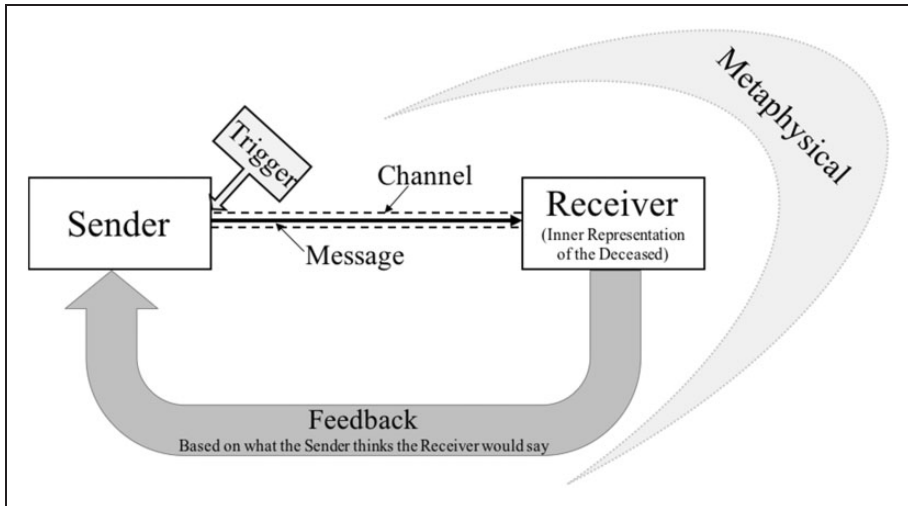 Metaphysical
Trigger
Channel
Sender
Receiver
(Inner Representation
of the Deceased)
Message
Feedback
Based on what the Sender thinks the Receiver would say